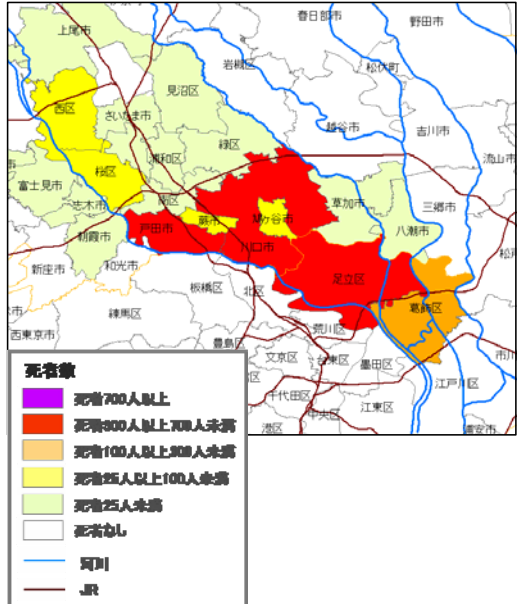 春日部市
野田市
上尾市
岩槻区
松伏町
見沼区
西区
さいたま市
越谷市
吉川市
緑区
浦和区
流山市
桜区
富士見市
南区
草加市
三郷市
志木市
蕨市
鳩ヶ谷市
八潮市
戸田市
朝霞市
川口市
松戸
和光市
足立区
新座市
板橋区
北区
葛飾区
練馬区
荒川区
西東京市
豊島区
文京区
台東区
墨田区
市川
江戸川区
千代田区
江東区
中央区
港区
浦安市
死者数
死者700人以上
死者300人以上700人未満
死者100人以上300人未満
死者25人以上100人未満
死者25人未満
死者なし
河川
JR